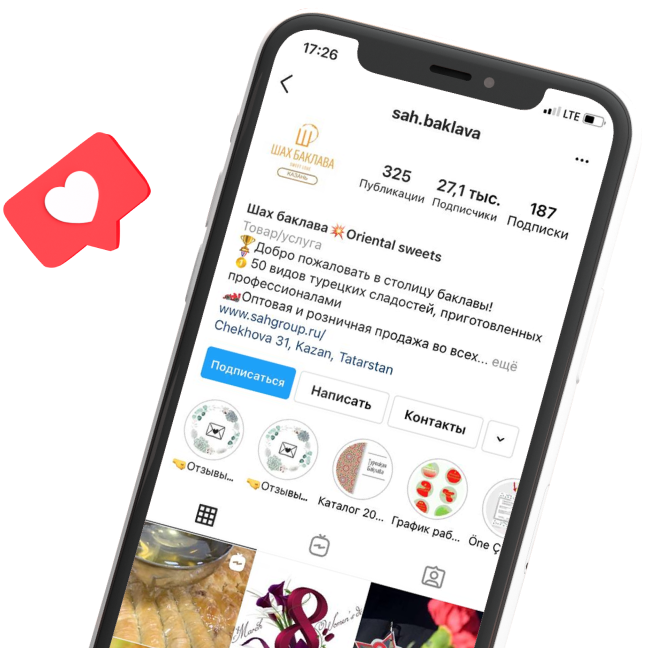 17:26
LTE
sah.baklava
ШАХ БАКЛАВА
КАЗАНЬ
325 27,1 тыс. 187
Публикации Подписчики Подписки
Шах баклава 💥Oriental sweets
Товар/услуга
🏆Добро пожаловать в столицу баклавы!
🏅50 видов турецких сладостей, приготовленных
профессионалами
🏎️Оптовая и розничная продажа во всех... ещё
www.sahgroup.ru/
Chekhova 31, Kazan, Tatarstan
Подписаться Написать Контакты
🤜Отзывы... 🤜Отзывы... Каталог 20... График раб... Öne Ç
March 8 Women's